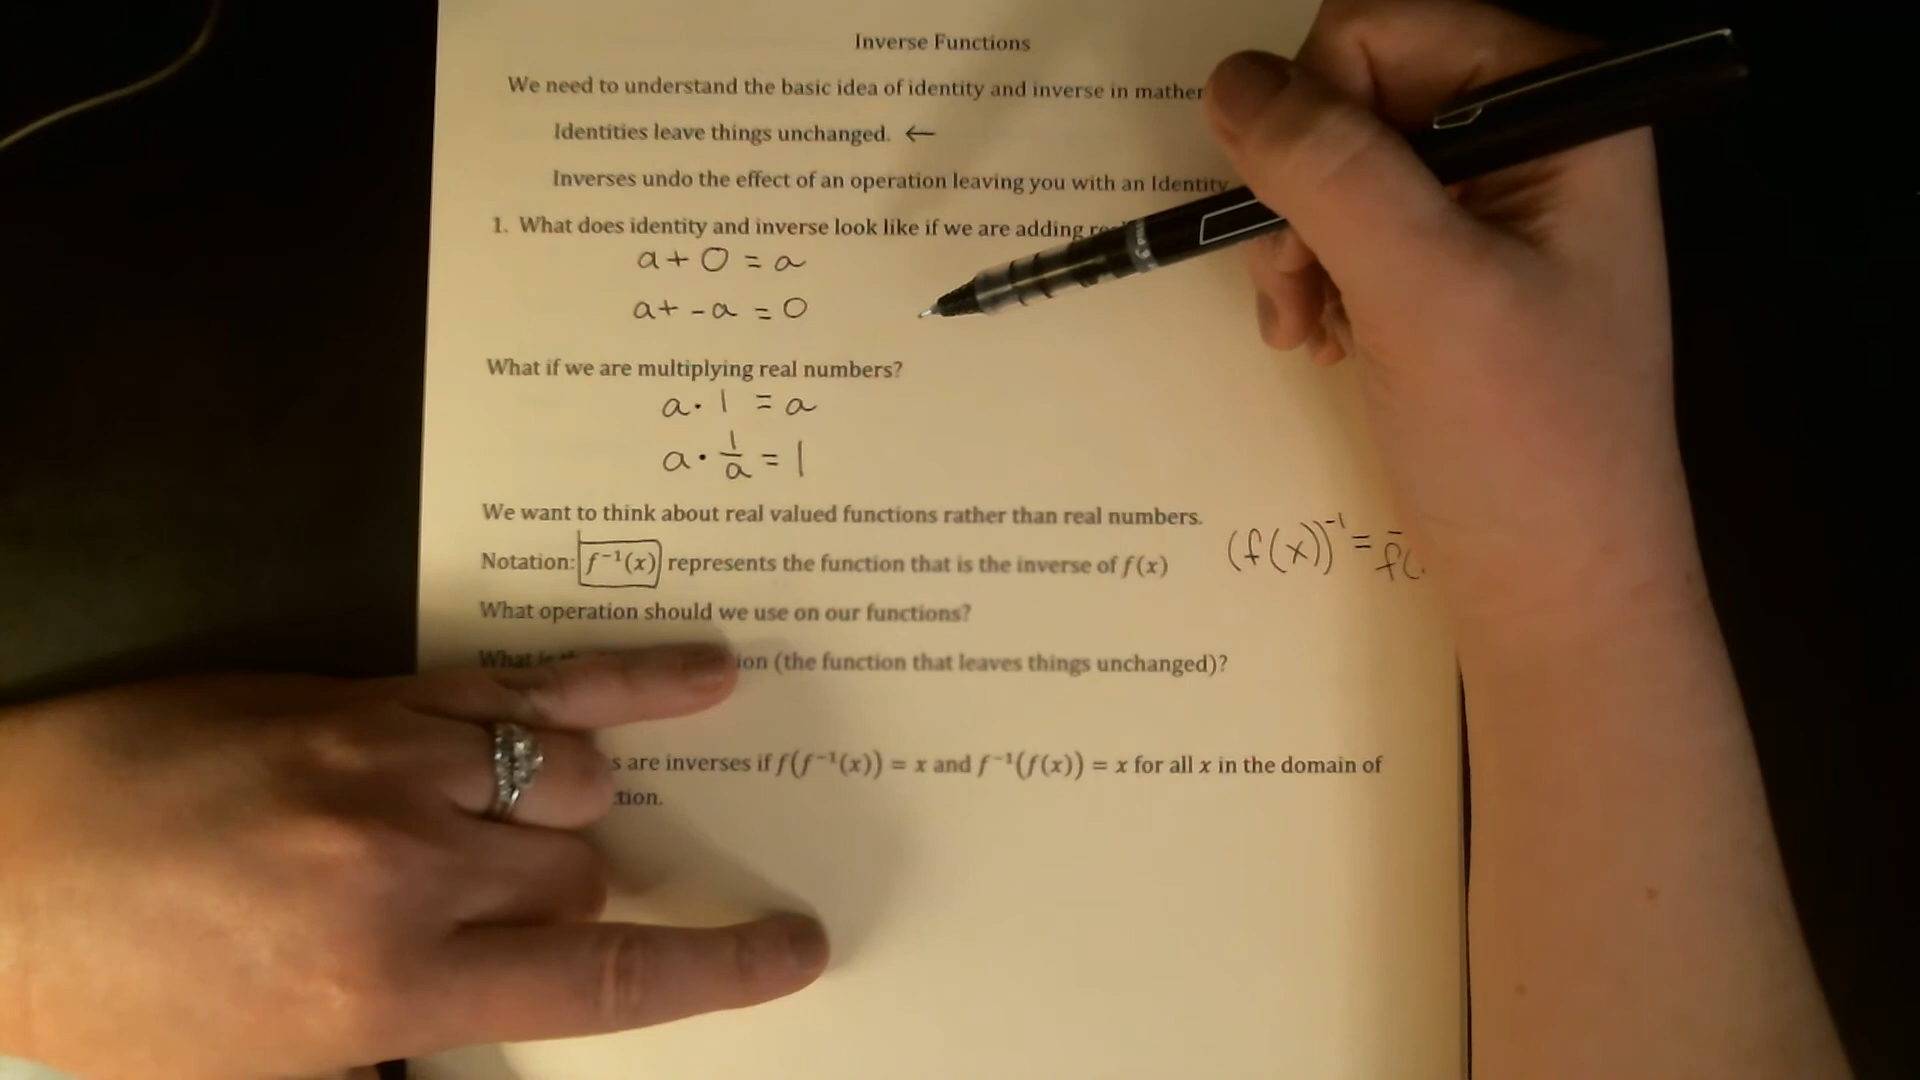 Inverse Functions
We need to understand the basic idea of identity and inverse in
Identities leave things unchanged. ←
Inverses undo the effect of an operation leaving you with an Identity
1. What does identity and inverse look like if we are adding
a + 0 = a
a + - a = 0
What if we are multiplying real numbers?
a · 1 = a
a · 1/a = 1
We want to think about real valued functions rather than real numbers.
Notation: f⁻¹(x) represents the function that is the inverse of f(x) (f(x))⁻¹ =
What operation should we use on our functions?
What (the function that leaves things unchanged)?
are inverses if f(f⁻¹(x)) = x and f⁻¹(f(x)) = x for all x in the domain of